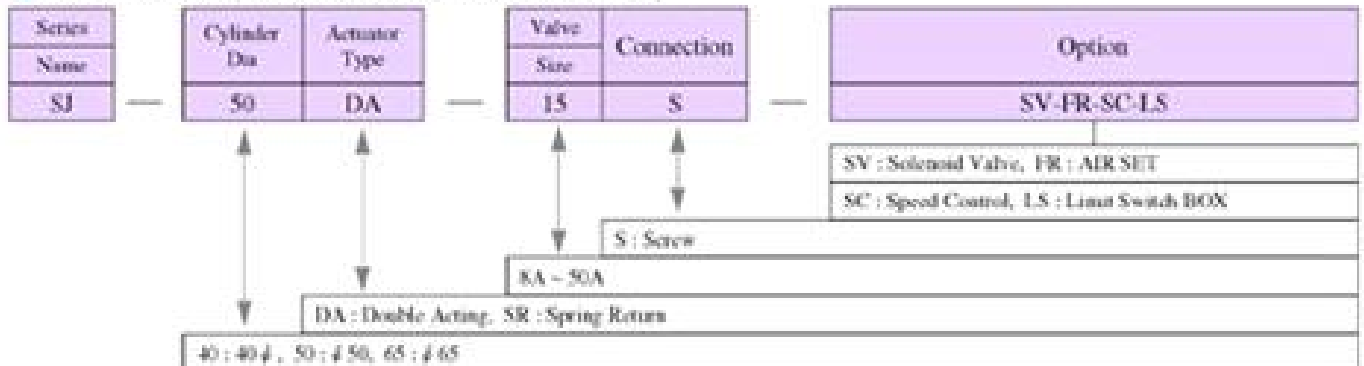 Series
Name
Cylinder
Dia
Actuator
Type
Valve
Size
Connection
Option
SJ — 50 DA — 15 S — SV-FR-SC-LS
SV : Solenoid Valve, FR : AIR SET
SC : Speed Control, LS : Limit Switch BOX
S : Screw
8A ~ 50A
DA : Double Acting, SR : Spring Return
40 : 40∮, 50 : ∮50, 65 : ∮65